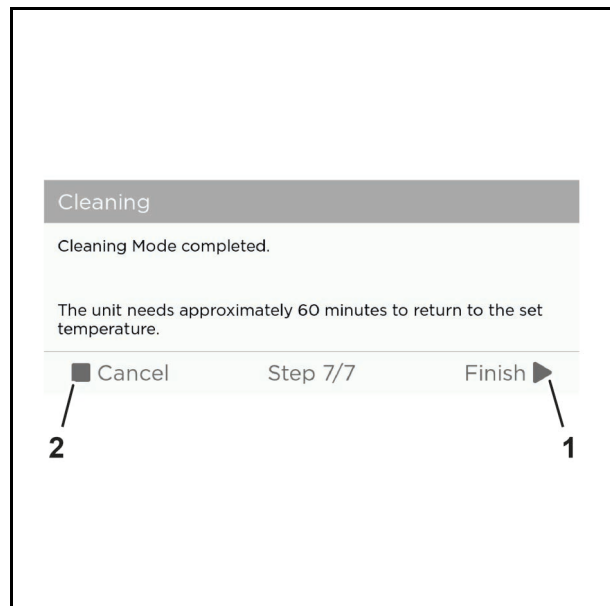 Cleaning
Cleaning Mode completed.
The unit needs approximately 60 minutes to return to the set
temperature.
Cancel Step 7/7 Finish
2 1